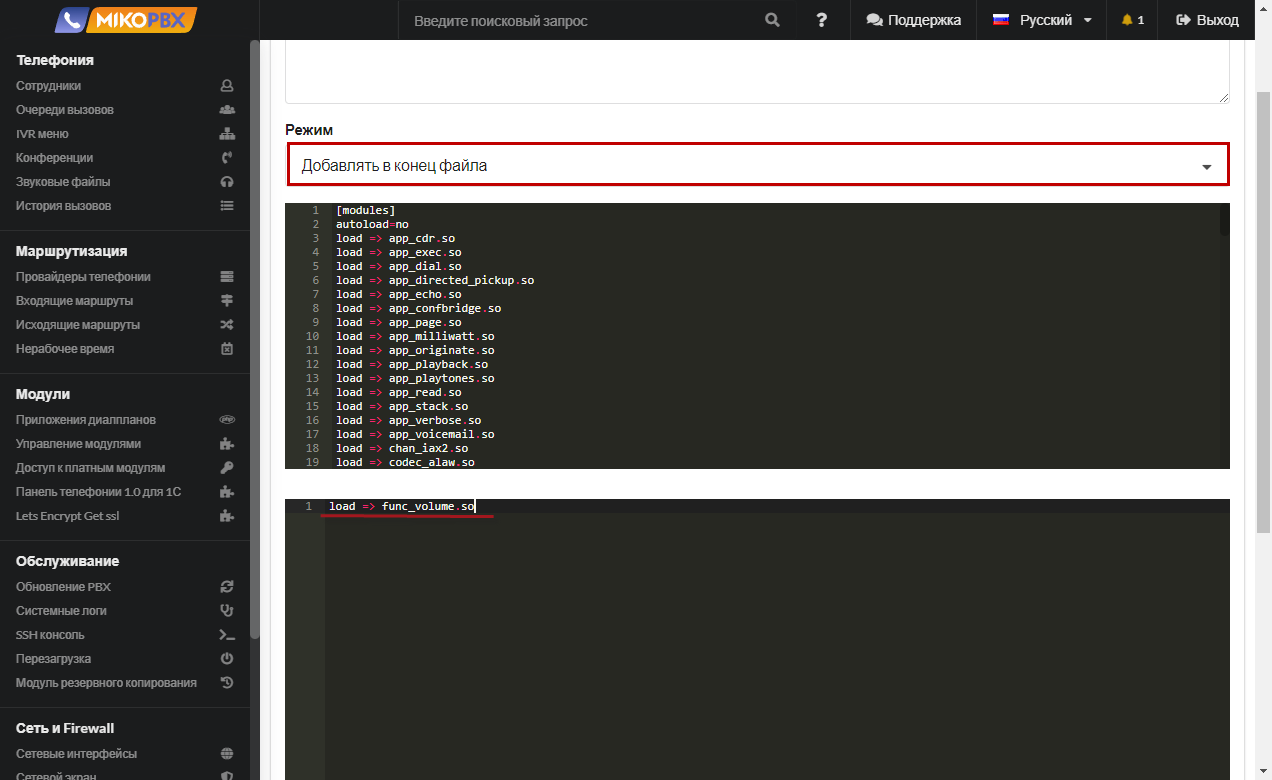 MIKOPBX
Введите поисковый запрос
?
Поддержка
Русский
1
Выход
Телефония
Сотрудники
Очереди вызовов
IVR меню
Конференции
Звуковые файлы
История вызовов
Маршрутизация
Провайдеры телефонии
Входящие маршруты
Исходящие маршруты
Нерабочее время
Модули
Приложения диалпланов
php
Управление модулями
Доступ к платным модулям
Панель телефонии 1.0 для 1С
Lets Encrypt Get ssl
Обслуживание
Обновление PBX
Системные логи
SSH консоль
Перезагрузка
Модуль резервного копирования
Сеть и Firewall
Сетевые интерфейсы
Сетевой экран
Режим
Добавлять в конец файла
1 [modules]
2 autoload=no
3 load => app_cdr.so
4 load => app_exec.so
5 load => app_dial.so
6 load => app_directed_pickup.so
7 load => app_echo.so
8 load => app_confbridge.so
9 load => app_page.so
10 load => app_milliwatt.so
11 load => app_originate.so
12 load => app_playback.so
13 load => app_playtones.so
14 load => app_read.so
15 load => app_stack.so
16 load => app_verbose.so
17 load => app_voicemail.so
18 load => chan_iax2.so
19 load => codec_alaw.so
1 load => func_volume.so